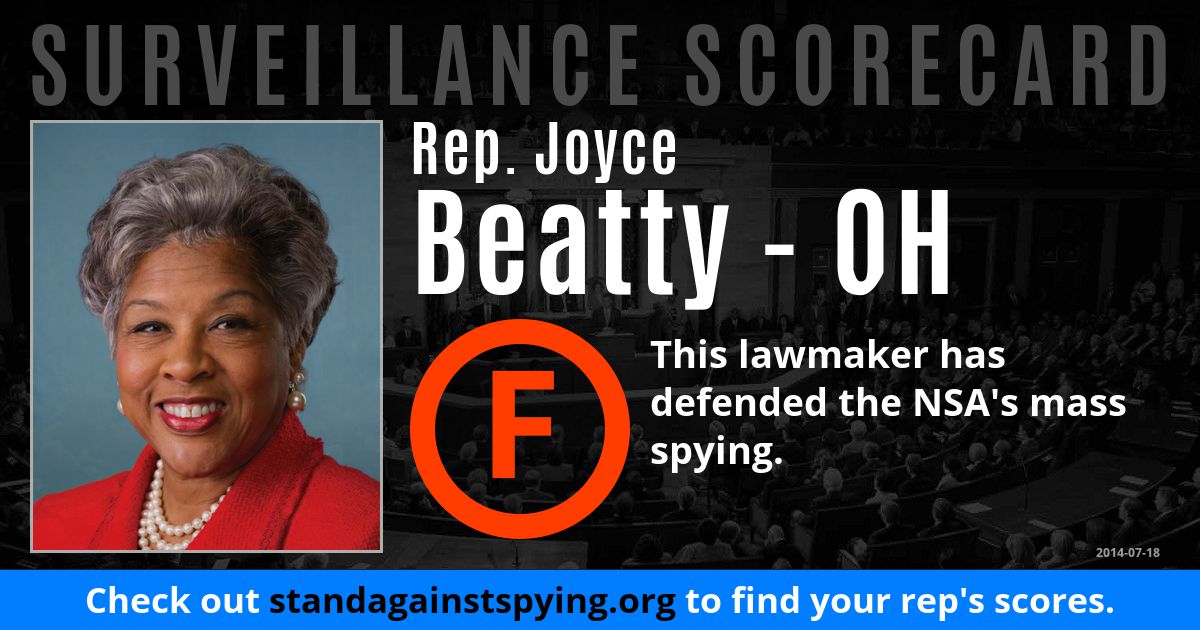 SURVEILLANCE SCORECARD
Rep. Joyce
Beatty - OH
F
This lawmaker has
defended the NSA's mass
spying.
2014-07-18
Check out standagainstspying.org to find your rep's scores.